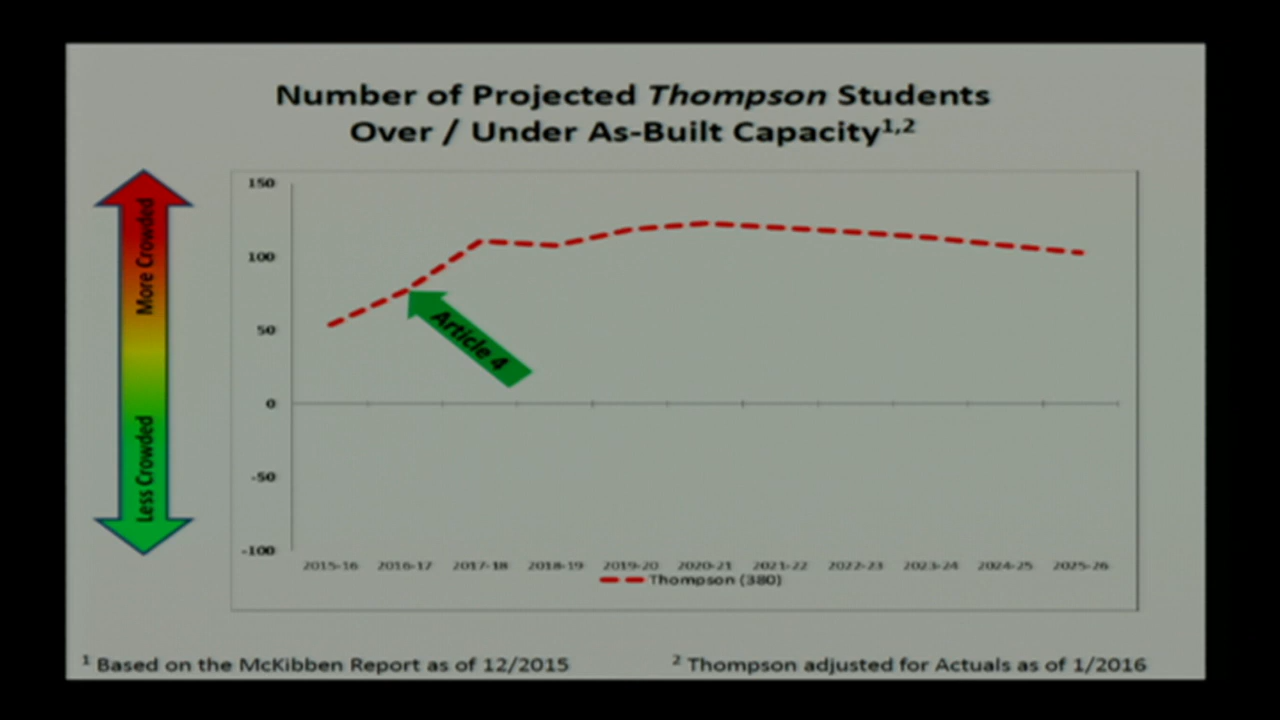 Number of Projected Thompson Students
Over / Under As-Built Capacity1,2
More Crowded
Less Crowded
150
100
50
0
-50
-100
Article 4
2015-16 2016-17 2017-18 2018-19 2019-20 2020-21 2021-22 2022-23 2023-24 2024-25 2025-26
Thompson (380)
1 Based on the McKibben Report as of 12/2015
2 Thompson adjusted for Actuals as of 1/2016